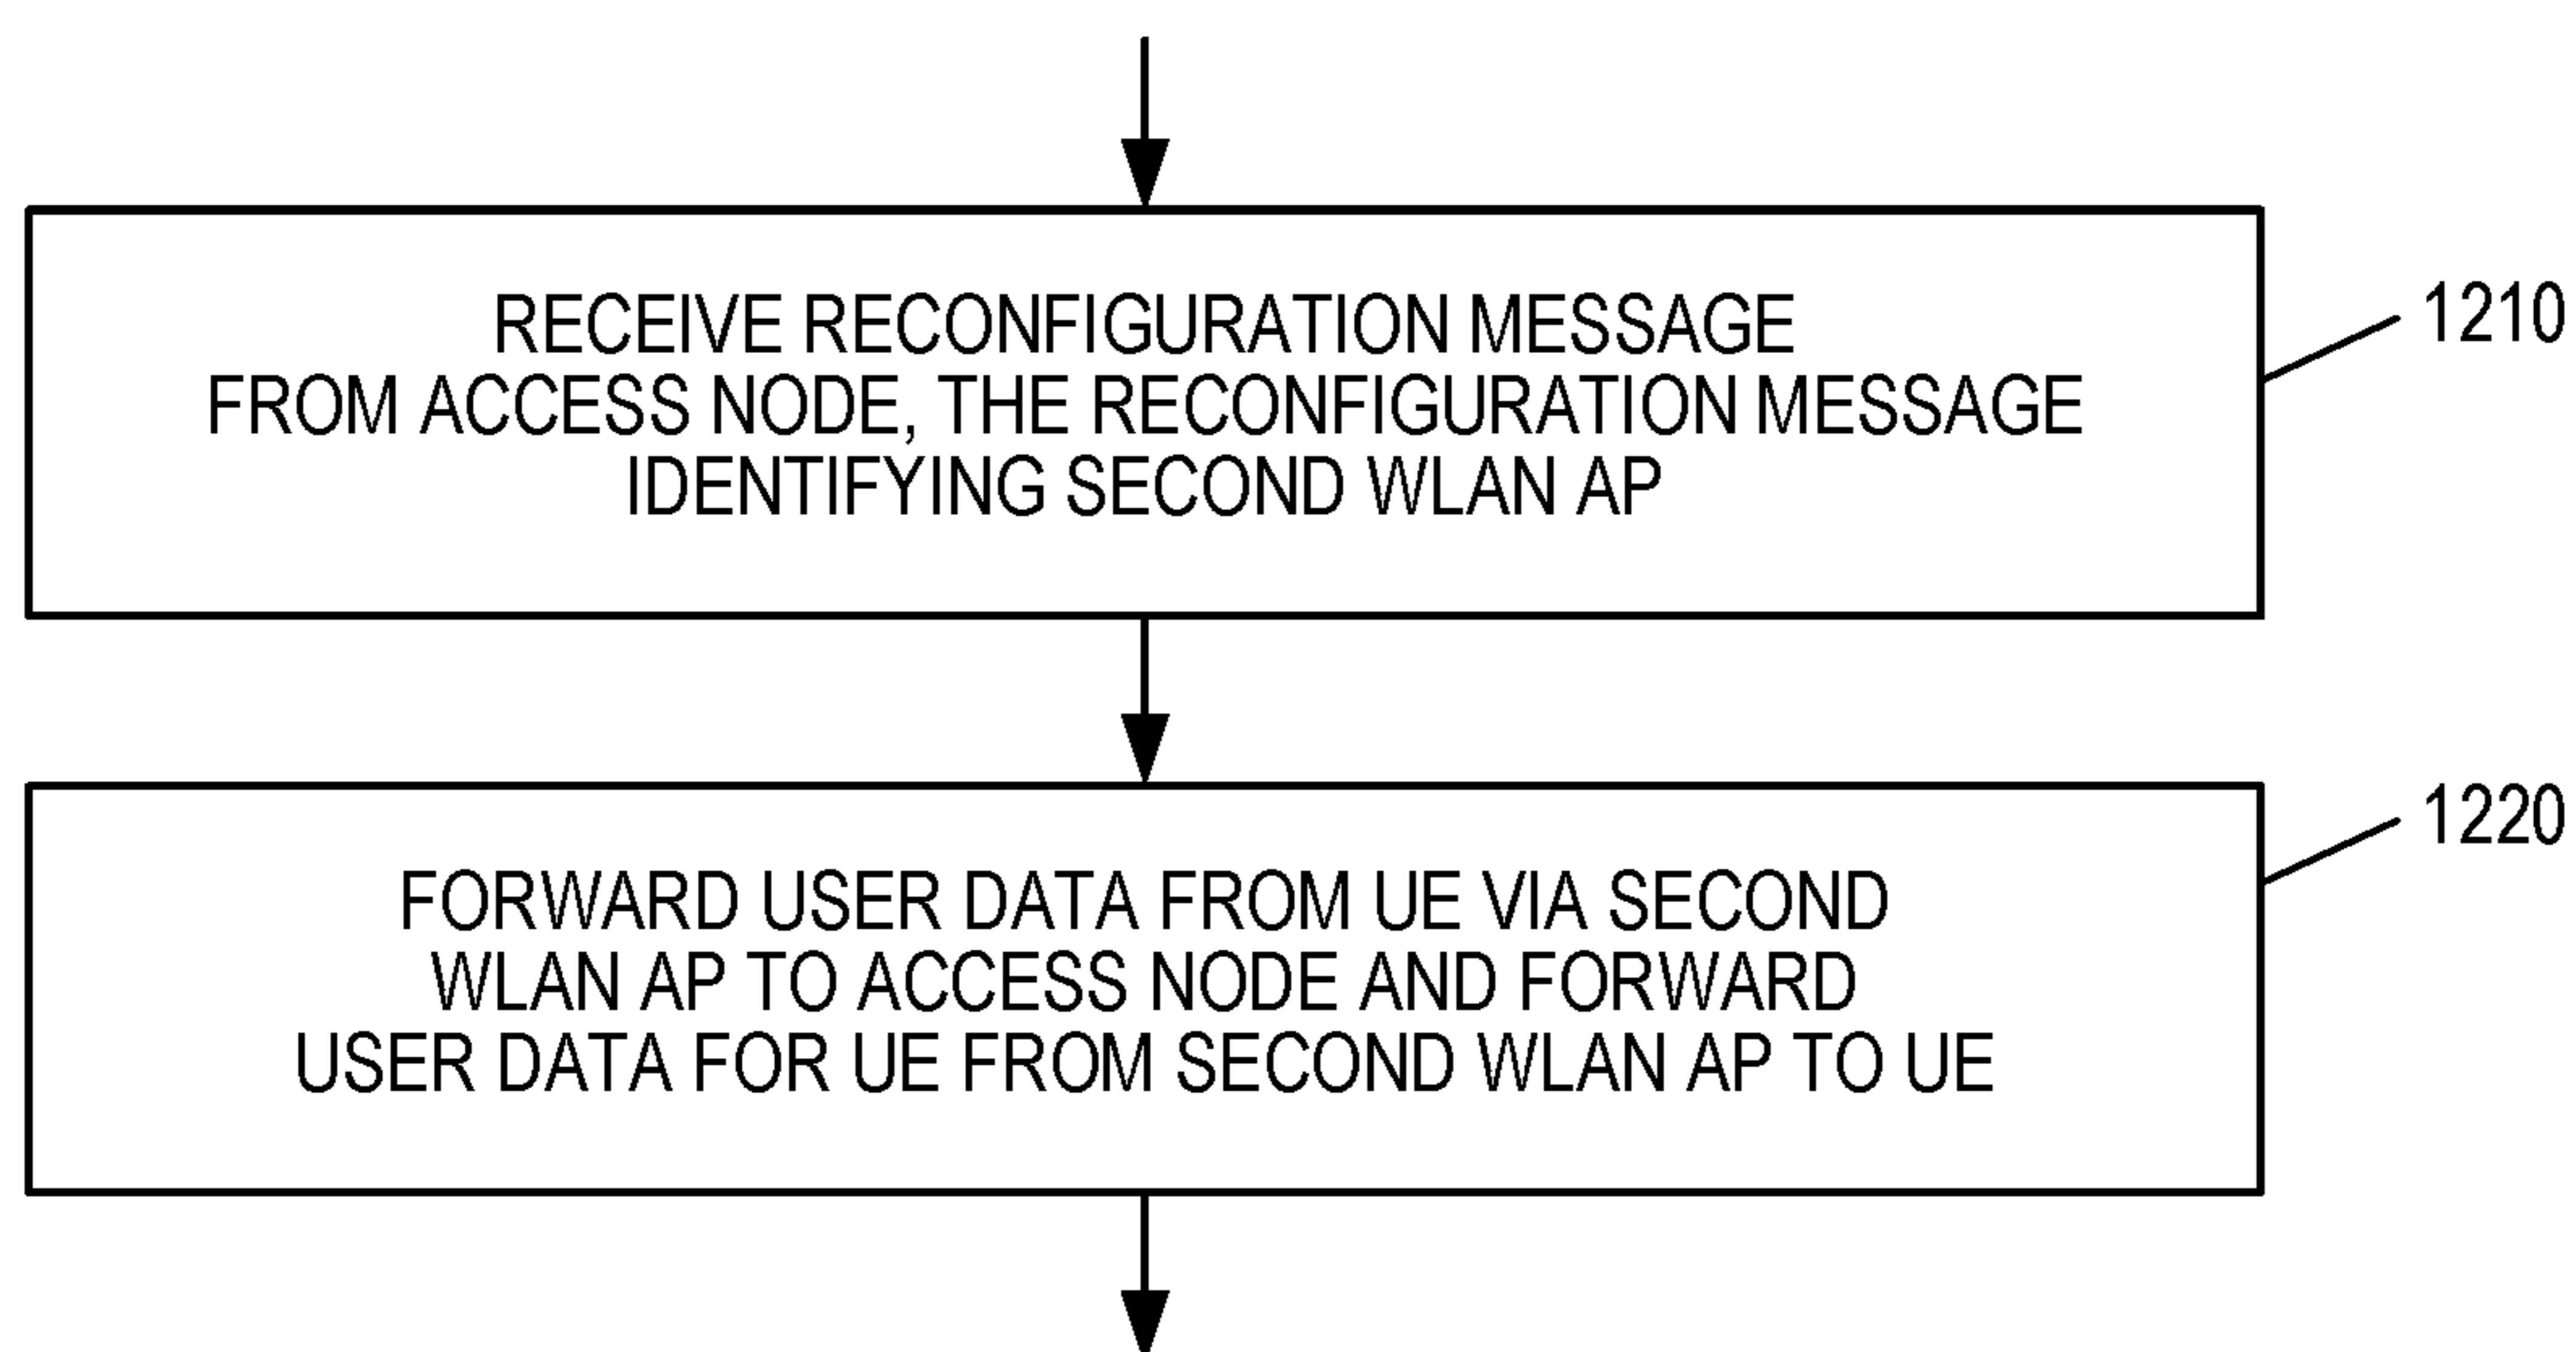 RECEIVE RECONFIGURATION MESSAGE
FROM ACCESS NODE, THE RECONFIGURATION MESSAGE
IDENTIFYING SECOND WLAN AP
1210
FORWARD USER DATA FROM UE VIA SECOND
WLAN AP TO ACCESS NODE AND FORWARD
USER DATA FOR UE FROM SECOND WLAN AP TO UE
1220